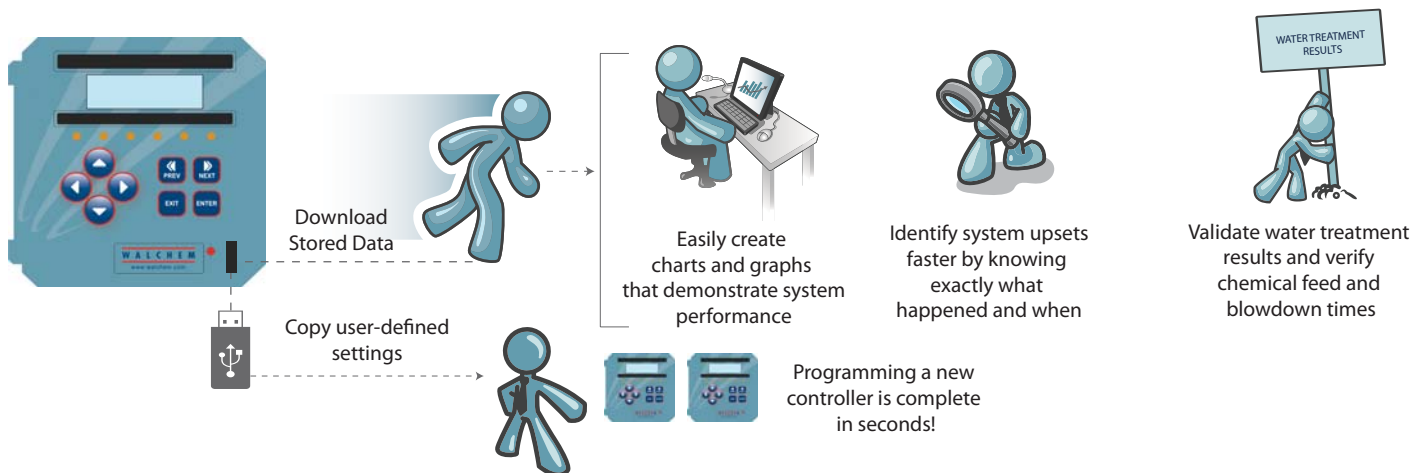 PREV
NEXT
EXIT
ENTER
WALCHEM
www.walchem.com
Download
Stored Data
Copy user-defined
settings
Easily create
charts and graphs
that demonstrate system
performance
Identify system upsets
faster by knowing
exactly what
happened and when
WATER TREATMENT
RESULTS
Validate water treatment
results and verify
chemical feed and
blowdown times
Programming a new
controller is complete
in seconds!